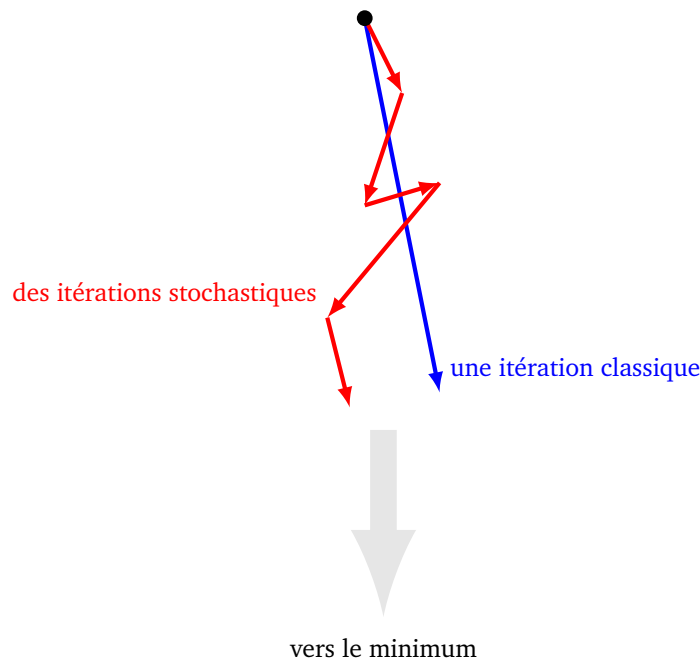 des itérations stochastiques
une itération classique
vers le minimum